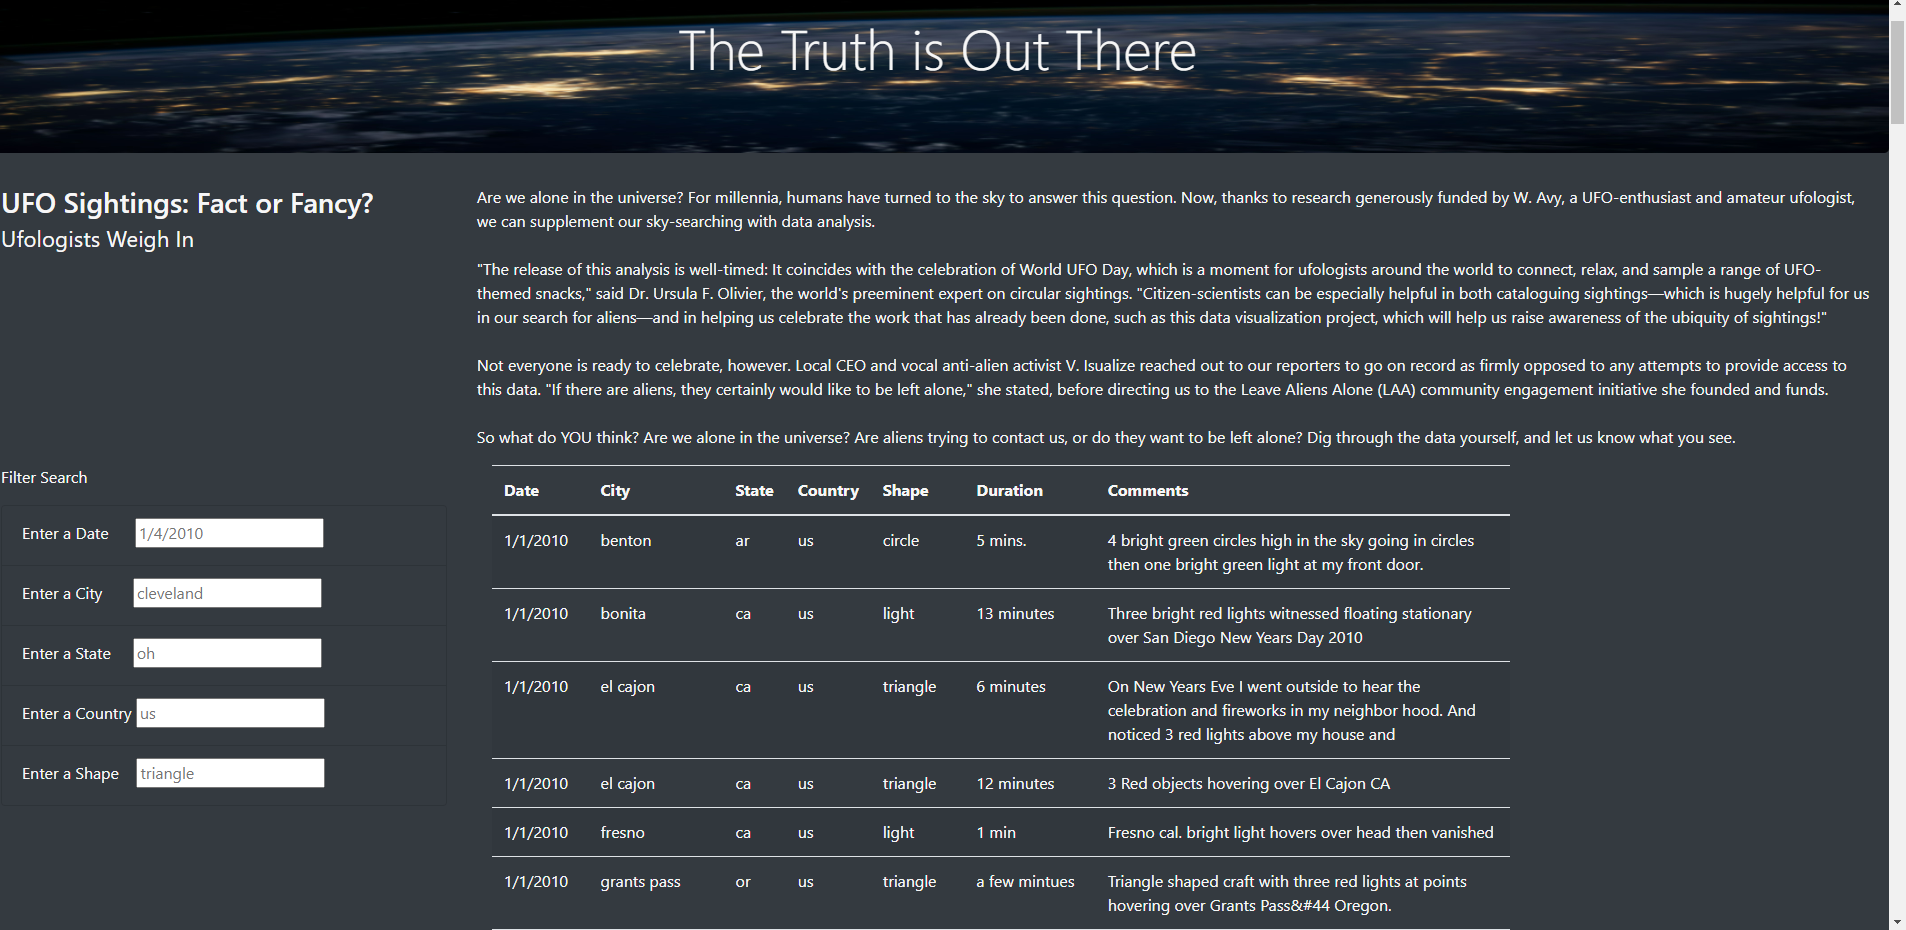 The Truth is Out There
UFO Sightings: Fact or Fancy?
Ufologists Weigh In
Are we alone in the universe? For millennia, humans have turned to the sky to answer this question. Now, thanks to research generously funded by W. Avy, a UFO-enthusiast and amateur ufologist,
we can supplement our sky-searching with data analysis.
"The release of this analysis is well-timed: It coincides with the celebration of World UFO Day, which is a moment for ufologists around the world to connect, relax, and sample a range of UFO-
themed snacks," said Dr. Ursula F. Olivier, the world's preeminent expert on circular sightings. "Citizen-scientists can be especially helpful in both cataloguing sightings—which is hugely helpful for us
in our search for aliens—and in helping us celebrate the work that has already been done, such as this data visualization project, which will help us raise awareness of the ubiquity of sightings!"
Not everyone is ready to celebrate, however. Local CEO and vocal anti-alien activist V. Isualize reached out to our reporters to go on record as firmly opposed to any attempts to provide access to
this data. "If there are aliens, they certainly would like to be left alone," she stated, before directing us to the Leave Aliens Alone (LAA) community engagement initiative she founded and funds.
So what do YOU think? Are we alone in the universe? Are aliens trying to contact us, or do they want to be left alone? Dig through the data yourself, and let us know what you see.
Filter Search
Enter a Date 1/4/2010
Enter a City cleveland
Enter a State oh
Enter a Country us
Enter a Shape triangle
Date City State Country Shape Duration Comments
1/1/2010 benton ar us circle 5 mins. 4 bright green circles high in the sky going in circles
then one bright green light at my front door.
1/1/2010 bonita ca us light 13 minutes Three bright red lights witnessed floating stationary
over San Diego New Years Day 2010
1/1/2010 el cajon ca us triangle 6 minutes On New Years Eve I went outside to hear the
celebration and fireworks in my neighbor hood. And
noticed 3 red lights above my house and
1/1/2010 el cajon ca us triangle 12 minutes 3 Red objects hovering over El Cajon CA
1/1/2010 fresno ca us light 1 min Fresno cal. bright light hovers over head then vanished
1/1/2010 grants pass or us triangle a few mintues Triangle shaped craft with three red lights at points
hovering over Grants Pass&#44 Oregon.